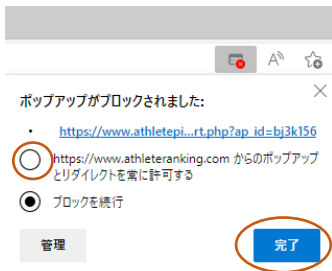 ポップアップがブロックされました:
• https://www.athletepi...rt.php?ap_id=bj3k156
https://www.athleteranking.com からのポップアップ
とリダイレクトを常に許可する
ブロックを続行
管理
完了